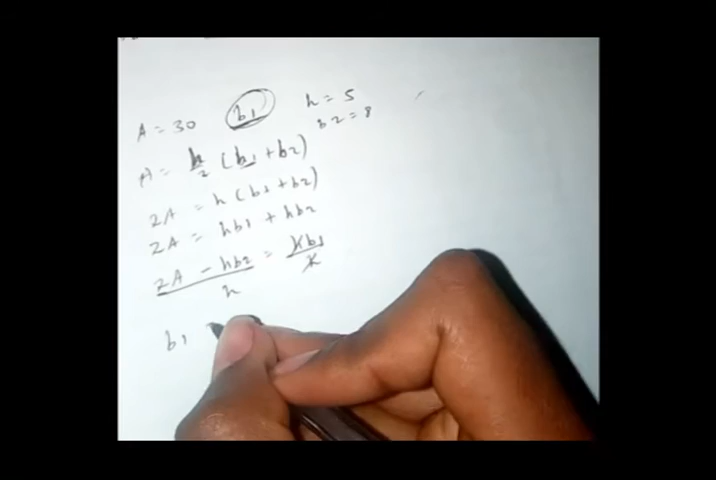 A = 30 b1 h = 5
b2 = 8
A = h/2 (b1 + b2)
2A = h (b1 + b2)
2A = hb1 + hb2
2A - hb2 / h = hb1 / h
b1